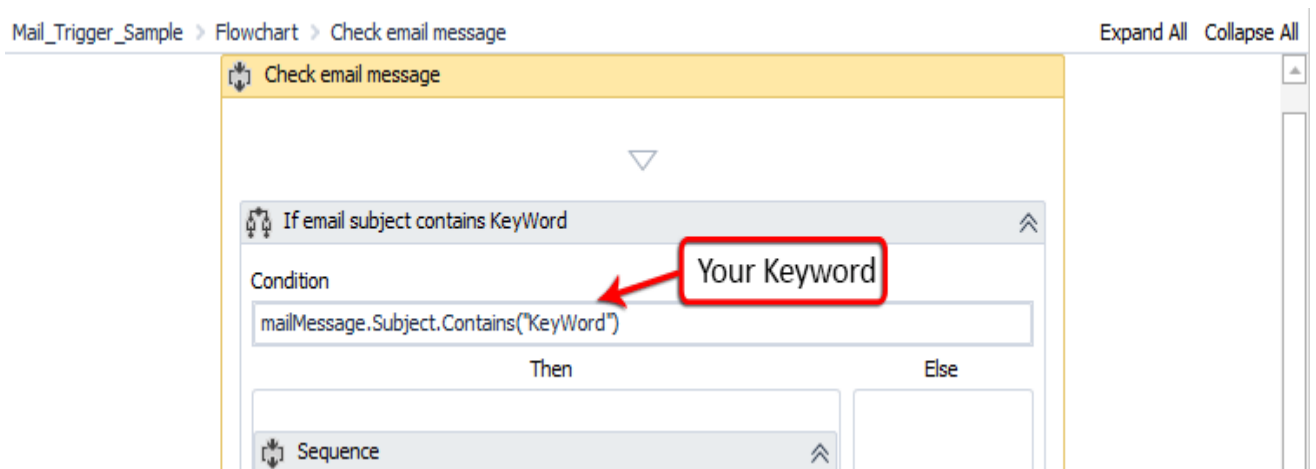 Mail_Trigger_Sample > Flowchart > Check email message Expand All Collapse All
Check email message
If email subject contains KeyWord
Your Keyword
Condition
mailMessage.Subject.Contains("KeyWord")
Then Else
Sequence